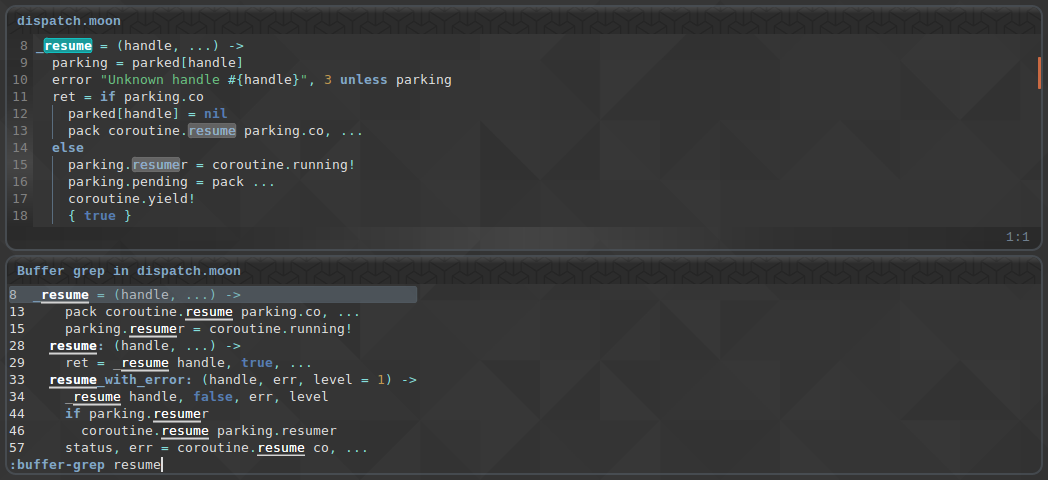 dispatch.moon
8 _resume = (handle, ...) ->
9 parking = parked[handle]
10 error "Unknown handle #{handle}", 3 unless parking
11 ret = if parking.co
12 parked[handle] = nil
13 pack coroutine.resume parking.co, ...
14 else
15 parking.resumer = coroutine.running!
16 parking.pending = pack ...
17 coroutine.yield!
18 { true }
1:1
Buffer grep in dispatch.moon
8 _resume = (handle, ...) ->
13 pack coroutine.resume parking.co, ...
15 parking.resumer = coroutine.running!
28 resume: (handle, ...) ->
29 ret = _resume handle, true, ...
33 resume_with_error: (handle, err, level = 1) ->
34 _resume handle, false, err, level
44 if parking.resumer
46 coroutine.resume parking.resumer
57 status, err = coroutine.resume co, ...
:buffer-grep resume